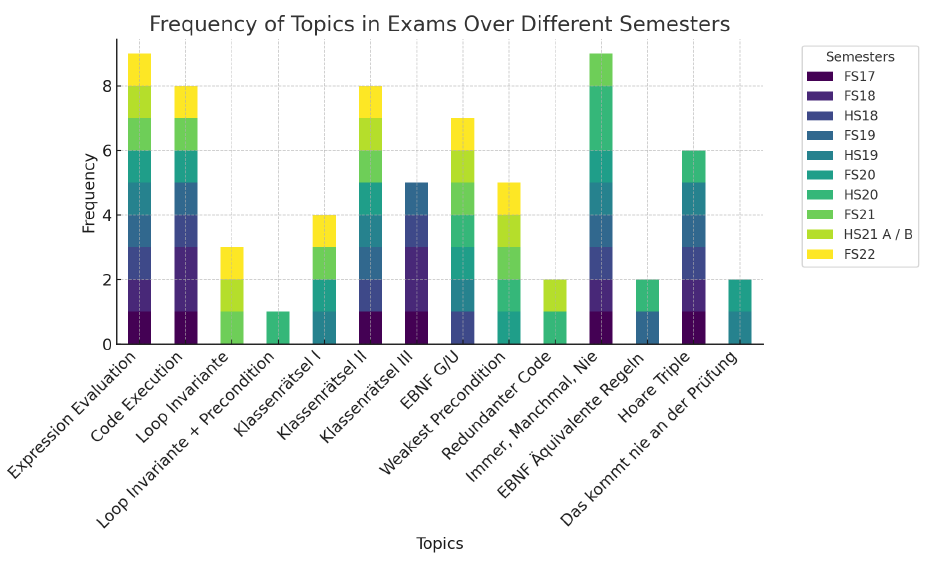 Frequency of Topics in Exams Over Different Semesters
Frequency
8
6
4
2
0
Expression Evaluation
Code Execution
Loop Invariante
Loop Invariante + Precondition
Klassenrätsel I
Klassenrätsel II
Klassenrätsel III
EBNF G/U
Weakest Precondition
Redundanter Code
Immer, Manchmal, Nie
EBNF Äquivalente Regeln
Hoare Triple
Das kommt nie an der Prüfung
Topics
Semesters
FS17
FS18
HS18
FS19
HS19
FS20
HS20
FS21
HS21 A / B
FS22